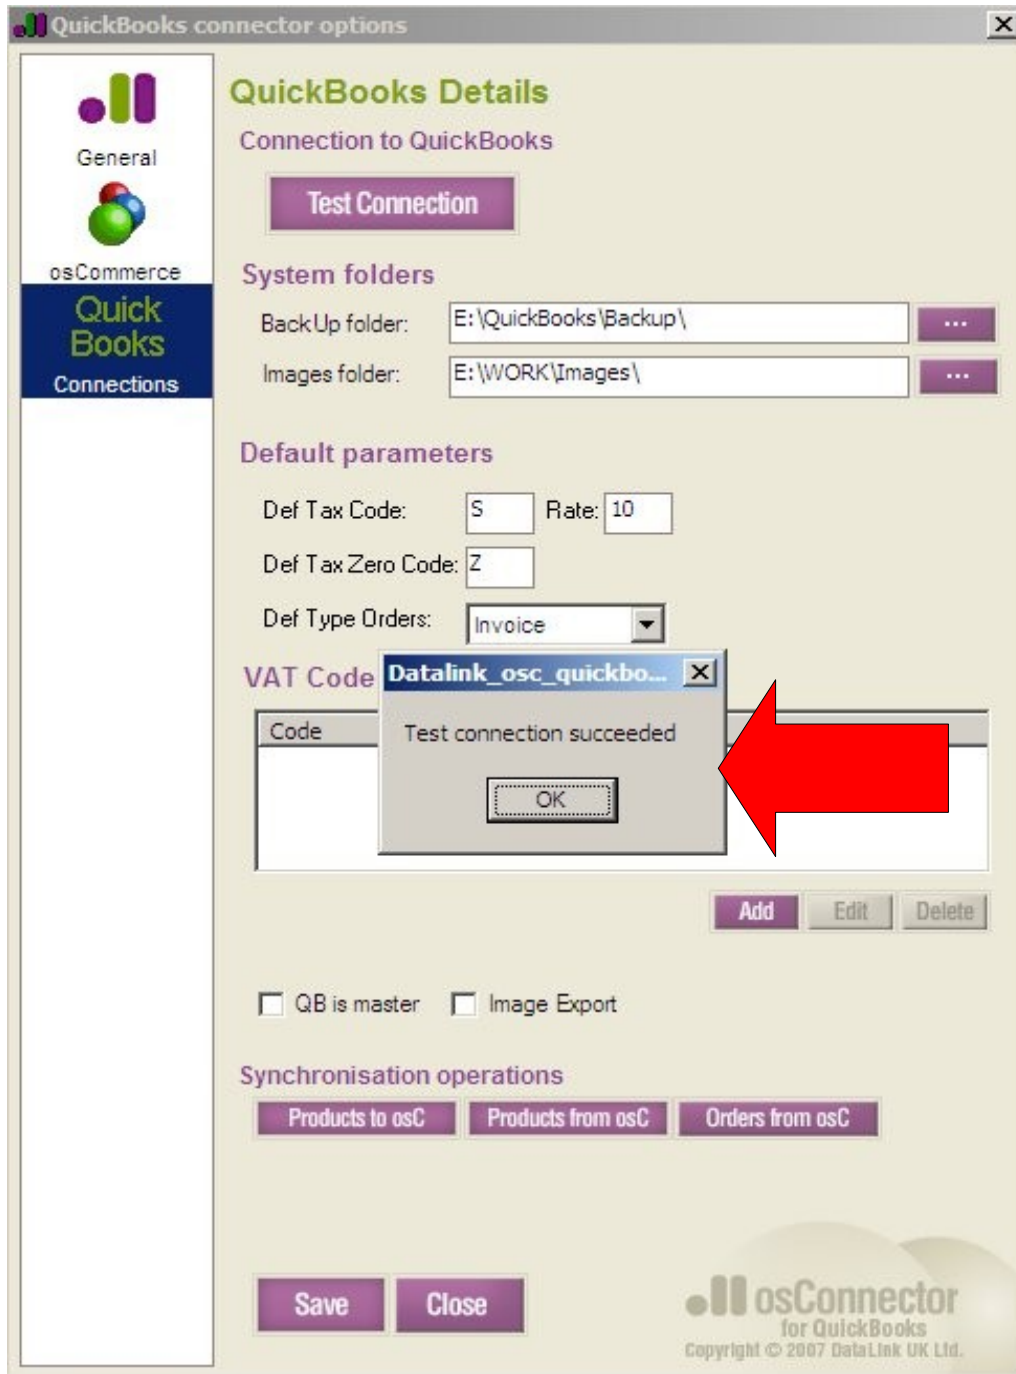 QuickBooks connector options
General
osCommerce
Quick
Books
Connections
QuickBooks Details
Connection to QuickBooks
Test Connection
System folders
BackUp folder: E:\QuickBooks\Backup\ ...
Images folder: E:\WORK\Images\ ...
Default parameters
Def Tax Code: S Rate: 10
Def Tax Zero Code: Z
Def Type Orders: Invoice
VAT Code
Code
Datalink_osc_quickbo...
Test connection succeeded
OK
Add Edit Delete
QB is master Image Export
Synchronisation operations
Products to osC Products from osC Orders from osC
Save Close
osConnector
for QuickBooks
Copyright © 2007 DataLink UK Ltd.